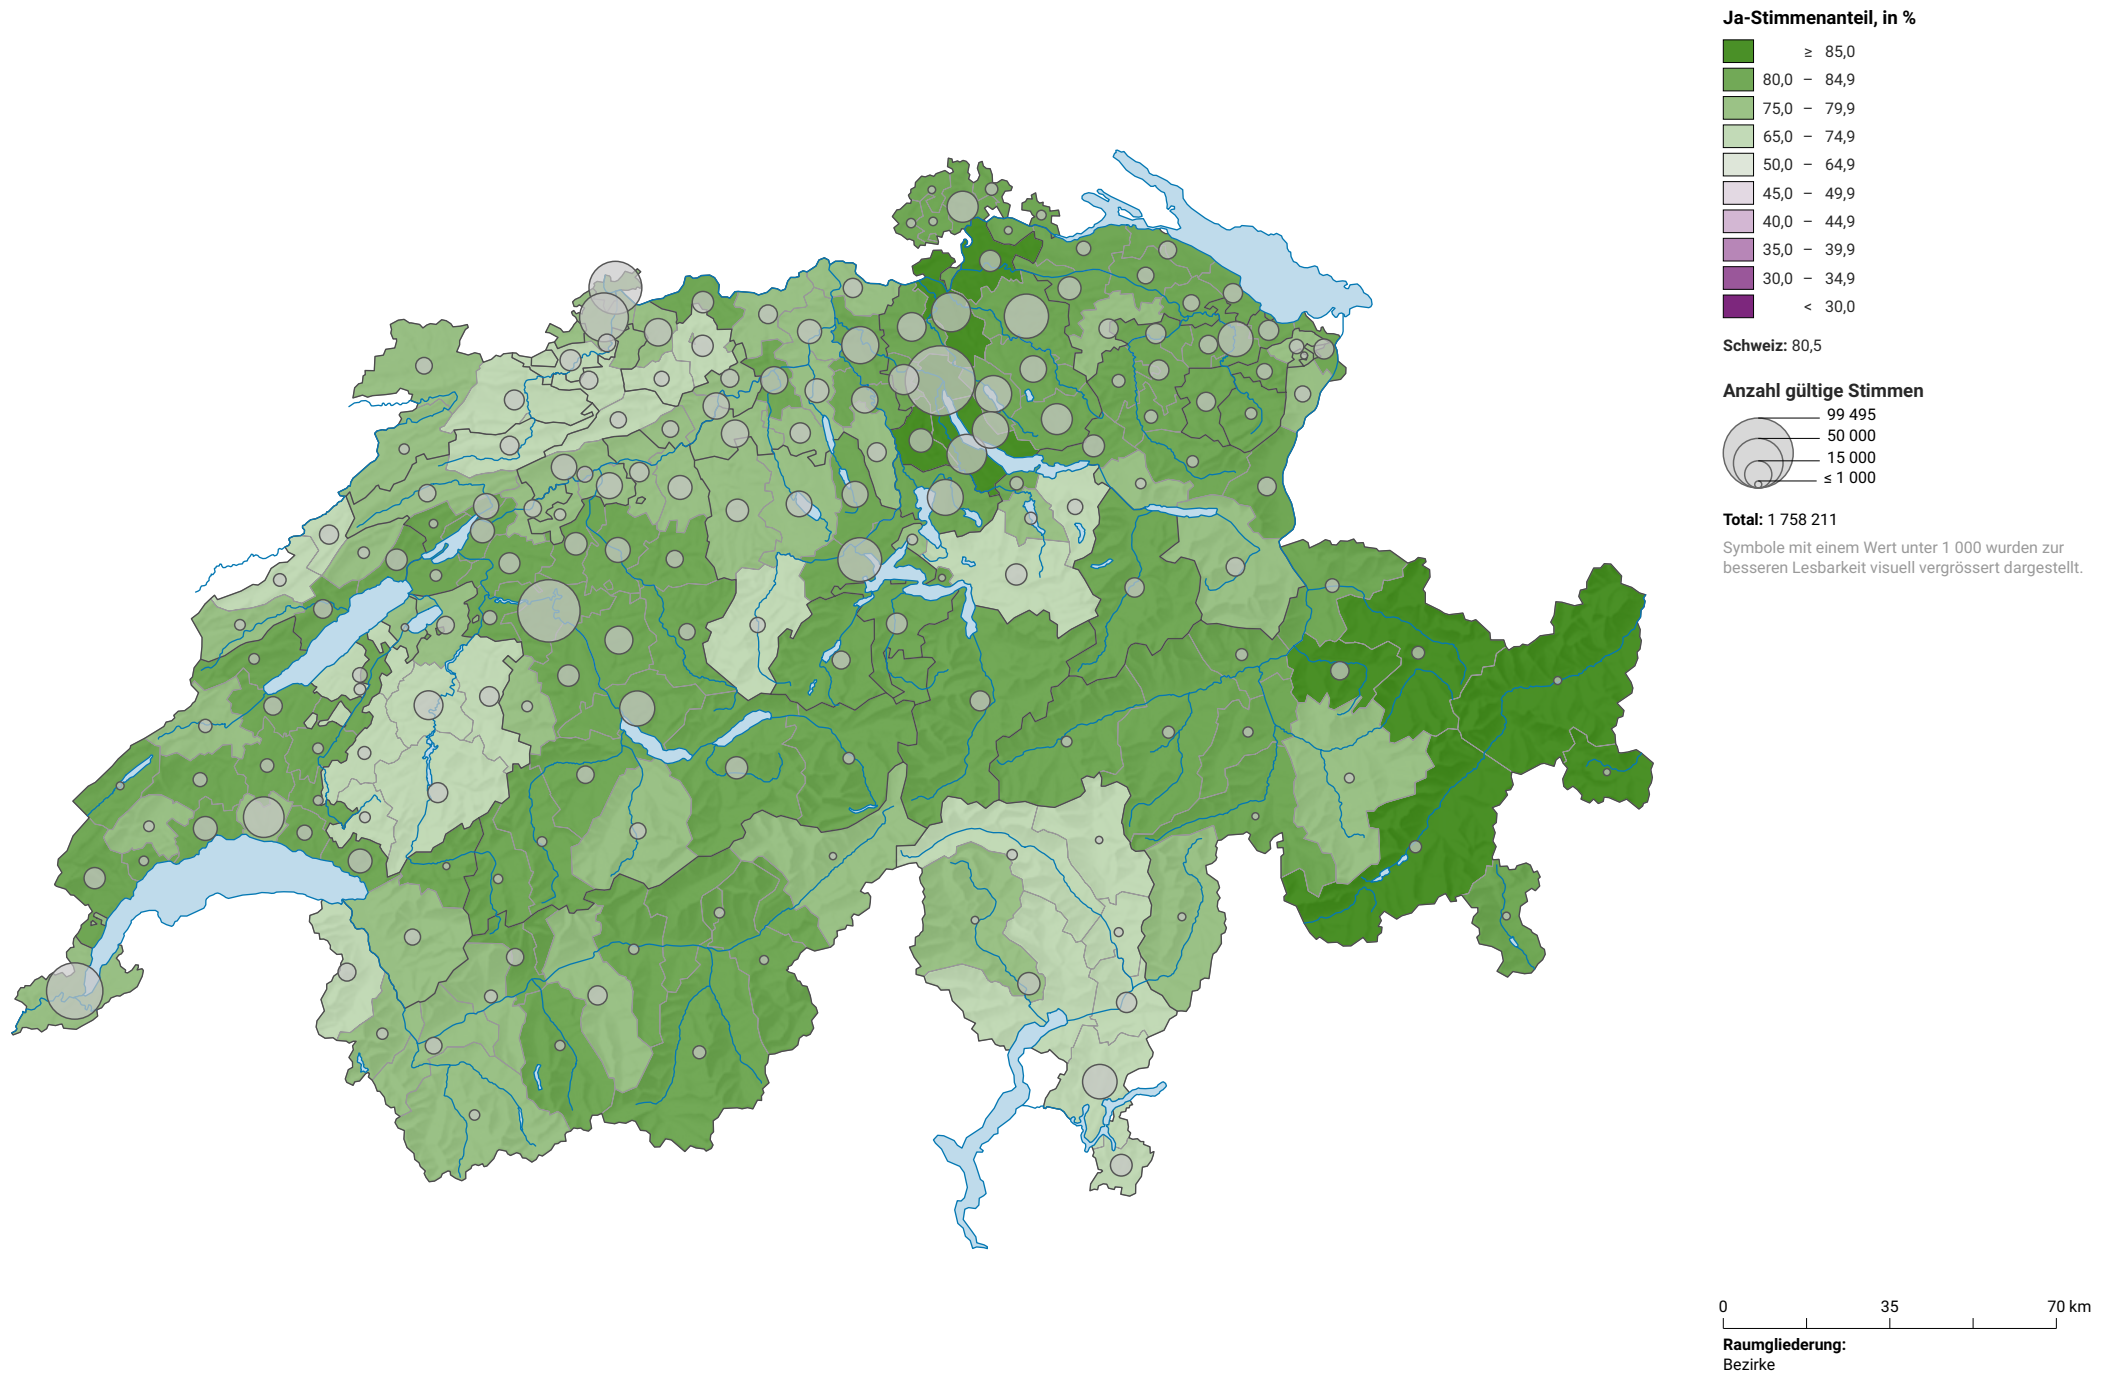 Ja-Stimmenanteil, in %
≥ 85,0
80,0 – 84,9
75,0 – 79,9
65,0 – 74,9
50,0 – 64,9
45,0 – 49,9
40,0 – 44,9
35,0 – 39,9
30,0 – 34,9
< 30,0
Schweiz: 80,5
Anzahl gültige Stimmen
99 495
50 000
15 000
≤ 1 000
Total: 1 758 211
Symbole mit einem Wert unter 1 000 wurden zur
besseren Lesbarkeit visuell vergrössert dargestellt.
0 35 70 km
Raumgliederung:
Bezirke